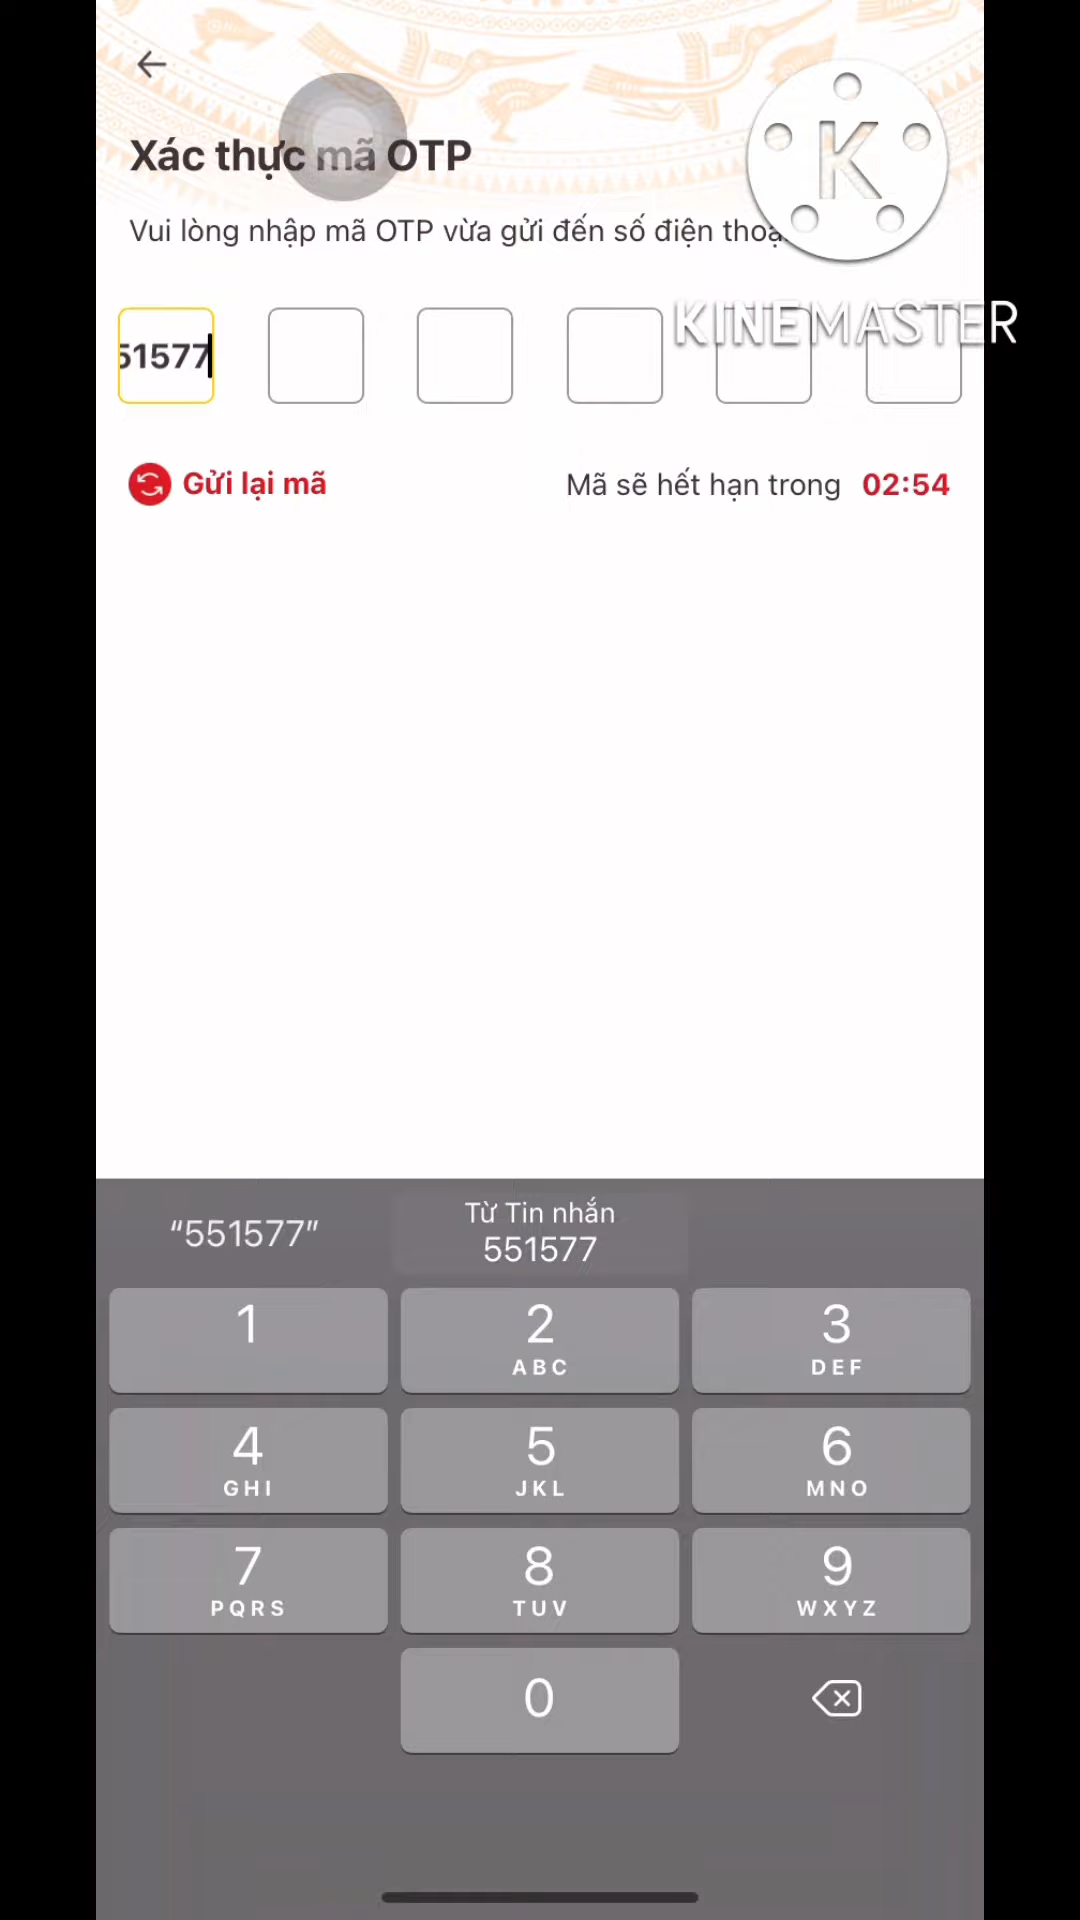 Xác thực mã OTP
Vui lòng nhập mã OTP vừa gửi đến số điện
K
KINEMASTER
51577
Gửi lại mã
Mã sẽ hết hạn trong 02:54
“551577”
Từ Tin nhắn
551577
1
2
ABC
3
DEF
4
GHI
5
JKL
6
MNO
7
PQRS
8
TUV
9
WXYZ
0